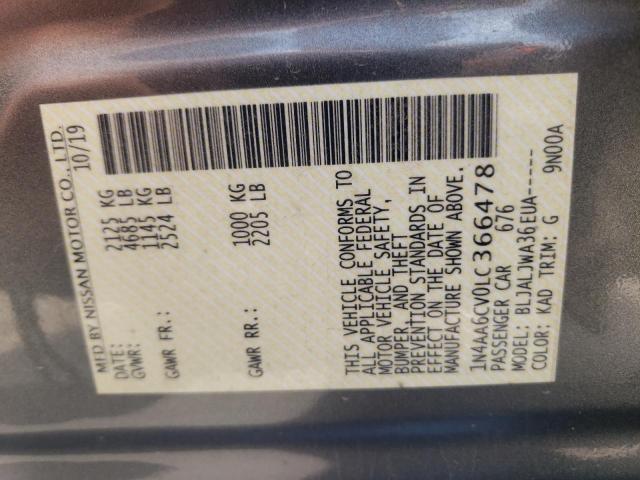 MFD BY NISSAN MOTOR CO., LTD.
DATE: 10/19
GVWR: 2125 KG
4685 LB
GAWR FR.: 1145 KG
2524 LB
GAWR RR.: 1000 KG
2205 LB
THIS VEHICLE CONFORMS TO
ALL APPLICABLE FEDERAL
MOTOR VEHICLE SAFETY,
BUMPER, AND THEFT
PREVENTION STANDARDS IN
EFFECT ON THE DATE OF
MANUFACTURE SHOWN ABOVE.
1N4AA6CV0LC366478
PASSENGER CAR 676
MODEL: BLJALJWA36EUA-----
COLOR: KAD TRIM: G 9N00A